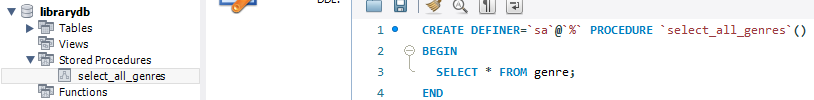 librarydb
Tables
Views
Stored Procedures
select_all_genres
Functions
1 CREATE DEFINER=`sa`@`%` PROCEDURE `select_all_genres`()
2 BEGIN
3 SELECT * FROM genre;
4 END